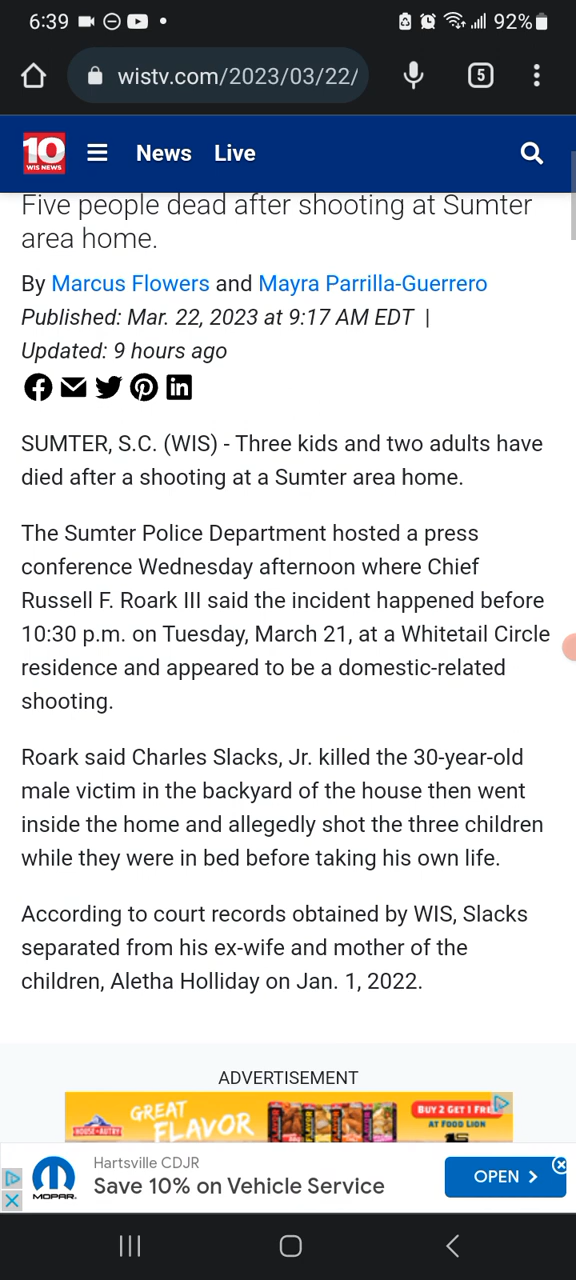 6:39
92%
wistv.com/2023/03/22/
5
10
WIS NEWS
News Live
Five people dead after shooting at Sumter
area home.
By Marcus Flowers and Mayra Parrilla-Guerrero
Published: Mar. 22, 2023 at 9:17 AM EDT |
Updated: 9 hours ago
SUMTER, S.C. (WIS) - Three kids and two adults have
died after a shooting at a Sumter area home.
The Sumter Police Department hosted a press
conference Wednesday afternoon where Chief
Russell F. Roark III said the incident happened before
10:30 p.m. on Tuesday, March 21, at a Whitetail Circle
residence and appeared to be a domestic-related
shooting.
Roark said Charles Slacks, Jr. killed the 30-year-old
male victim in the backyard of the house then went
inside the home and allegedly shot the three children
while they were in bed before taking his own life.
According to court records obtained by WIS, Slacks
separated from his ex-wife and mother of the
children, Aletha Holliday on Jan. 1, 2022.
ADVERTISEMENT
HOUSE-AUTRY
GREAT
FLAVOR
BUY 2 GET 1 FRE
AT FOOD LION
Hartsville CDJR
Save 10% on Vehicle Service
OPEN
MOPAR